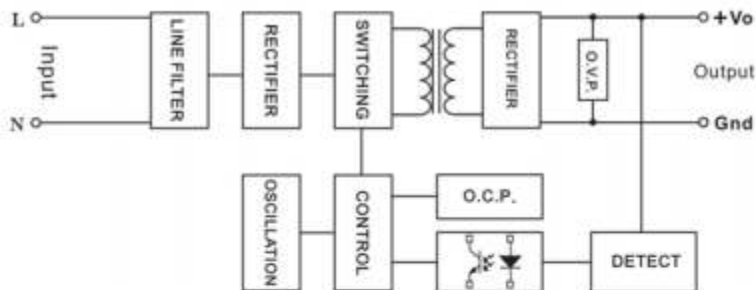 L
N
Input
LINE FILTER
RECTIFIER
SWITCHING
RECTIFIER
O.V.P.
+Vo
Output
Gnd
OSCILLATION
CONTROL
O.C.P.
DETECT